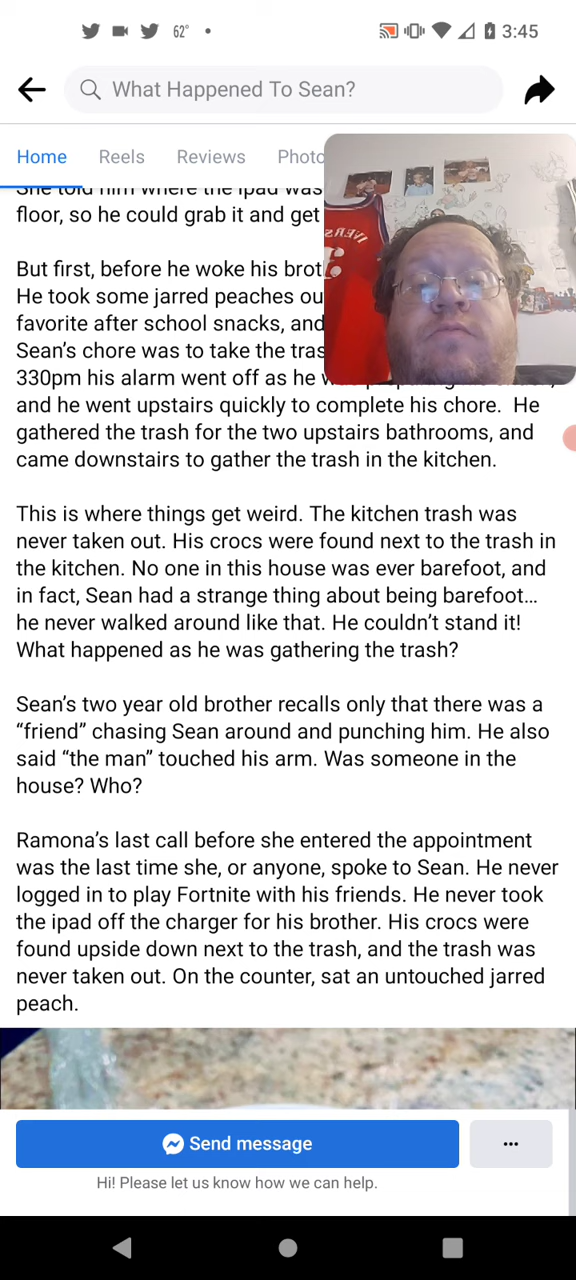 62°
3:45
What Happened To Sean?
Home Reels Reviews Photo
She told him where the ipad was
floor, so he could grab it and get
But first, before he woke his brot
He took some jarred peaches ou
favorite after school snacks, and
Sean’s chore was to take the tras
330pm his alarm went off as he
and he went upstairs quickly to complete his chore. He
gathered the trash for the two upstairs bathrooms, and
came downstairs to gather the trash in the kitchen.
This is where things get weird. The kitchen trash was
never taken out. His crocs were found next to the trash in
the kitchen. No one in this house was ever barefoot, and
in fact, Sean had a strange thing about being barefoot...
he never walked around like that. He couldn’t stand it!
What happened as he was gathering the trash?
Sean’s two year old brother recalls only that there was a
“friend” chasing Sean around and punching him. He also
said “the man” touched his arm. Was someone in the
house? Who?
Ramona’s last call before she entered the appointment
was the last time she, or anyone, spoke to Sean. He never
logged in to play Fortnite with his friends. He never took
the ipad off the charger for his brother. His crocs were
found upside down next to the trash, and the trash was
never taken out. On the counter, sat an untouched jarred
peach.
Send message
Hi! Please let us know how we can help.